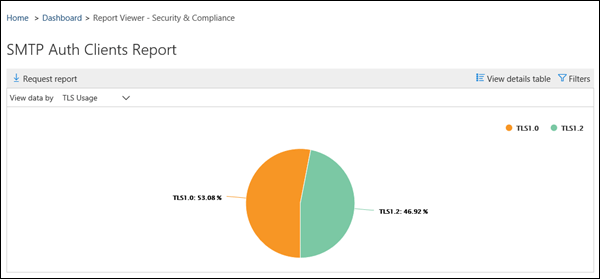 Home > Dashboard > Report Viewer - Security & Compliance
SMTP Auth Clients Report
Request report
View details table
Filters
View data by TLS Usage
TLS1.0 TLS1.2
TLS1.0: 53.08 %
TLS1.2: 46.92 %